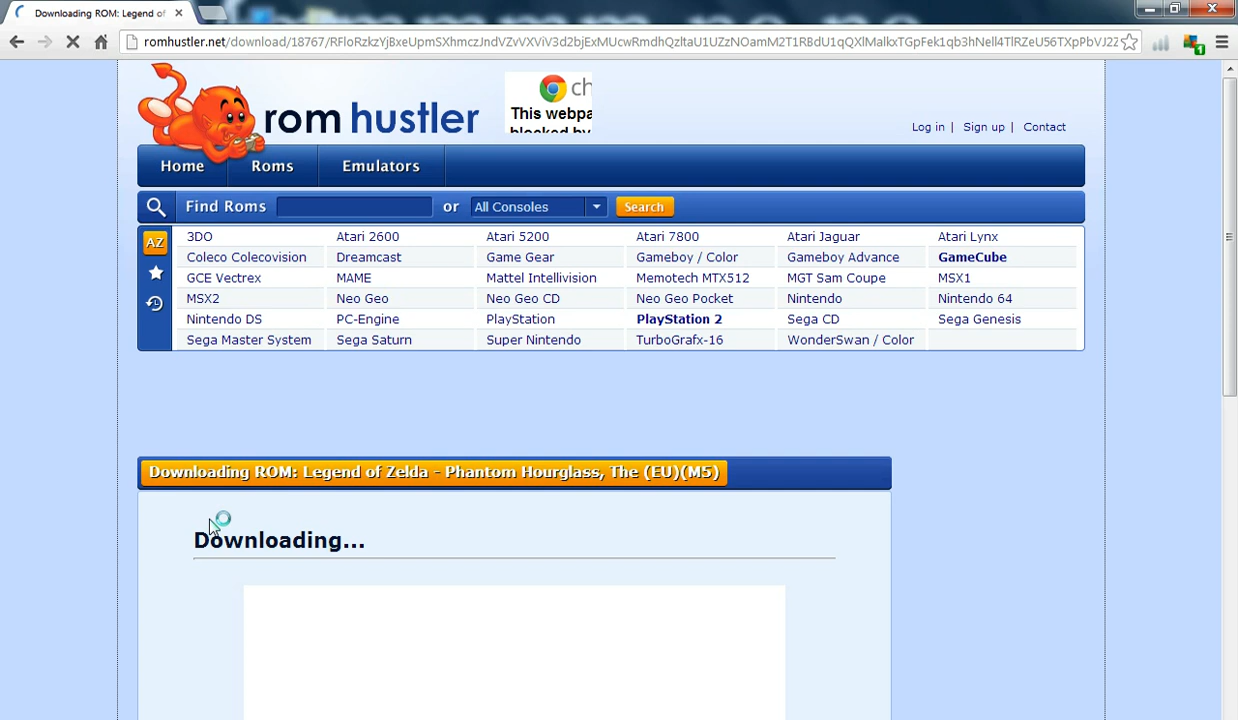 Downloading ROM: Legend of
romhustler.net/download/18767/
rom hustler
ch
This webpa
blocked by
Log in | Sign up | Contact
Home Roms Emulators
Find Roms or All Consoles Search
AZ 3DO Atari 2600 Atari 5200 Atari 7800 Atari Jaguar Atari Lynx
Coleco Colecovision Dreamcast Game Gear Gameboy / Color Gameboy Advance GameCube
GCE Vectrex MAME Mattel Intellivision Memotech MTX512 MGT Sam Coupe MSX1
MSX2 Neo Geo Neo Geo CD Neo Geo Pocket Nintendo Nintendo 64
Nintendo DS PC-Engine PlayStation PlayStation 2 Sega CD Sega Genesis
Sega Master System Sega Saturn Super Nintendo TurboGrafx-16 WonderSwan / Color
Downloading ROM: Legend of Zelda - Phantom Hourglass, The (EU)(M5)
Downloading...